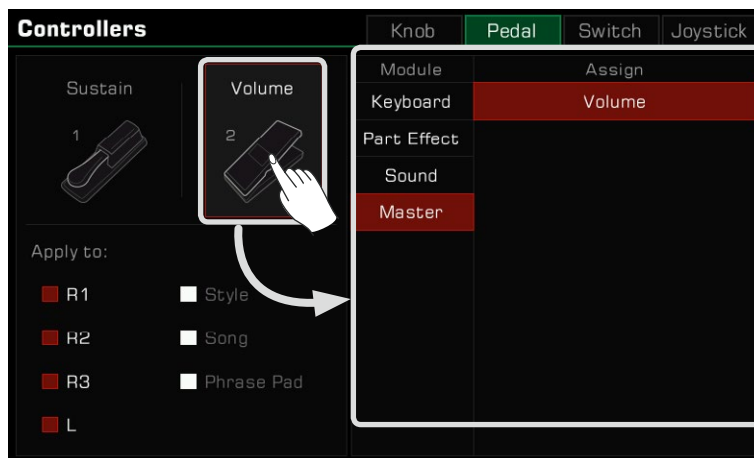 Controllers
Knob
Pedal
Switch
Joystick
Sustain
Volume
1
2
Apply to:
R1
Style
R2
Song
R3
Phrase Pad
L
Module
Assign
Keyboard
Volume
Part Effect
Sound
Master